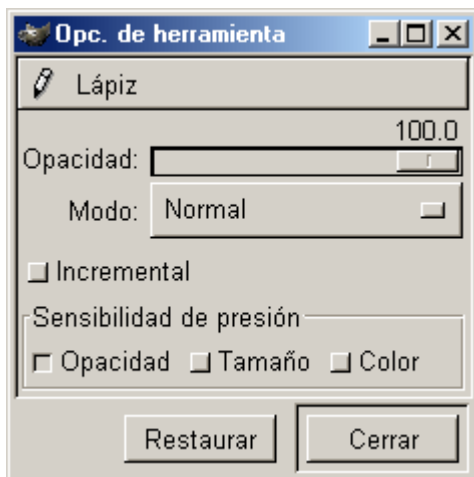 Opc. de herramienta
Lápiz
100.0
Opacidad:
Modo: Normal
Incremental
Sensibilidad de presión
Opacidad Tamaño Color
Restaurar Cerrar